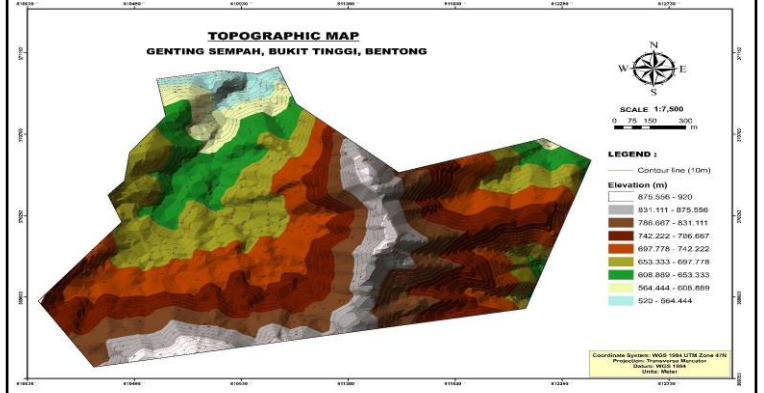 TOPOGRAPHIC MAP
GENTING SEMPAH, BUKIT TINGGI, BENTONG
N
W E
S
SCALE 1:7,500
0 75 150 300
m
LEGEND :
Contour line (10m)
Elevation (m)
875.556 - 920
831.111 - 875.556
786.667 - 831.111
742.222 - 786.667
697.778 - 742.222
653.333 - 697.778
608.889 - 653.333
564.444 - 608.889
520 - 564.444
Coordinate System: WGS 1984 UTM Zone 47N
Projection: Transverse Mercator
Datum: WGS 1984
Units: Meter